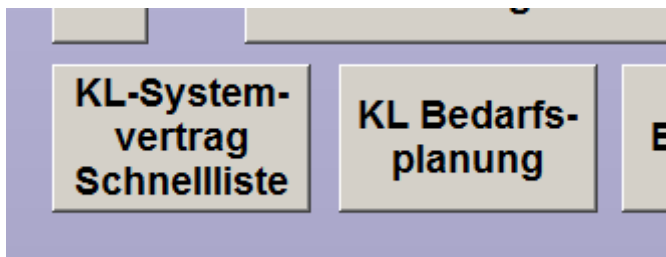 KL-System-
vertrag
Schnellliste
KL Bedarfs-
planung